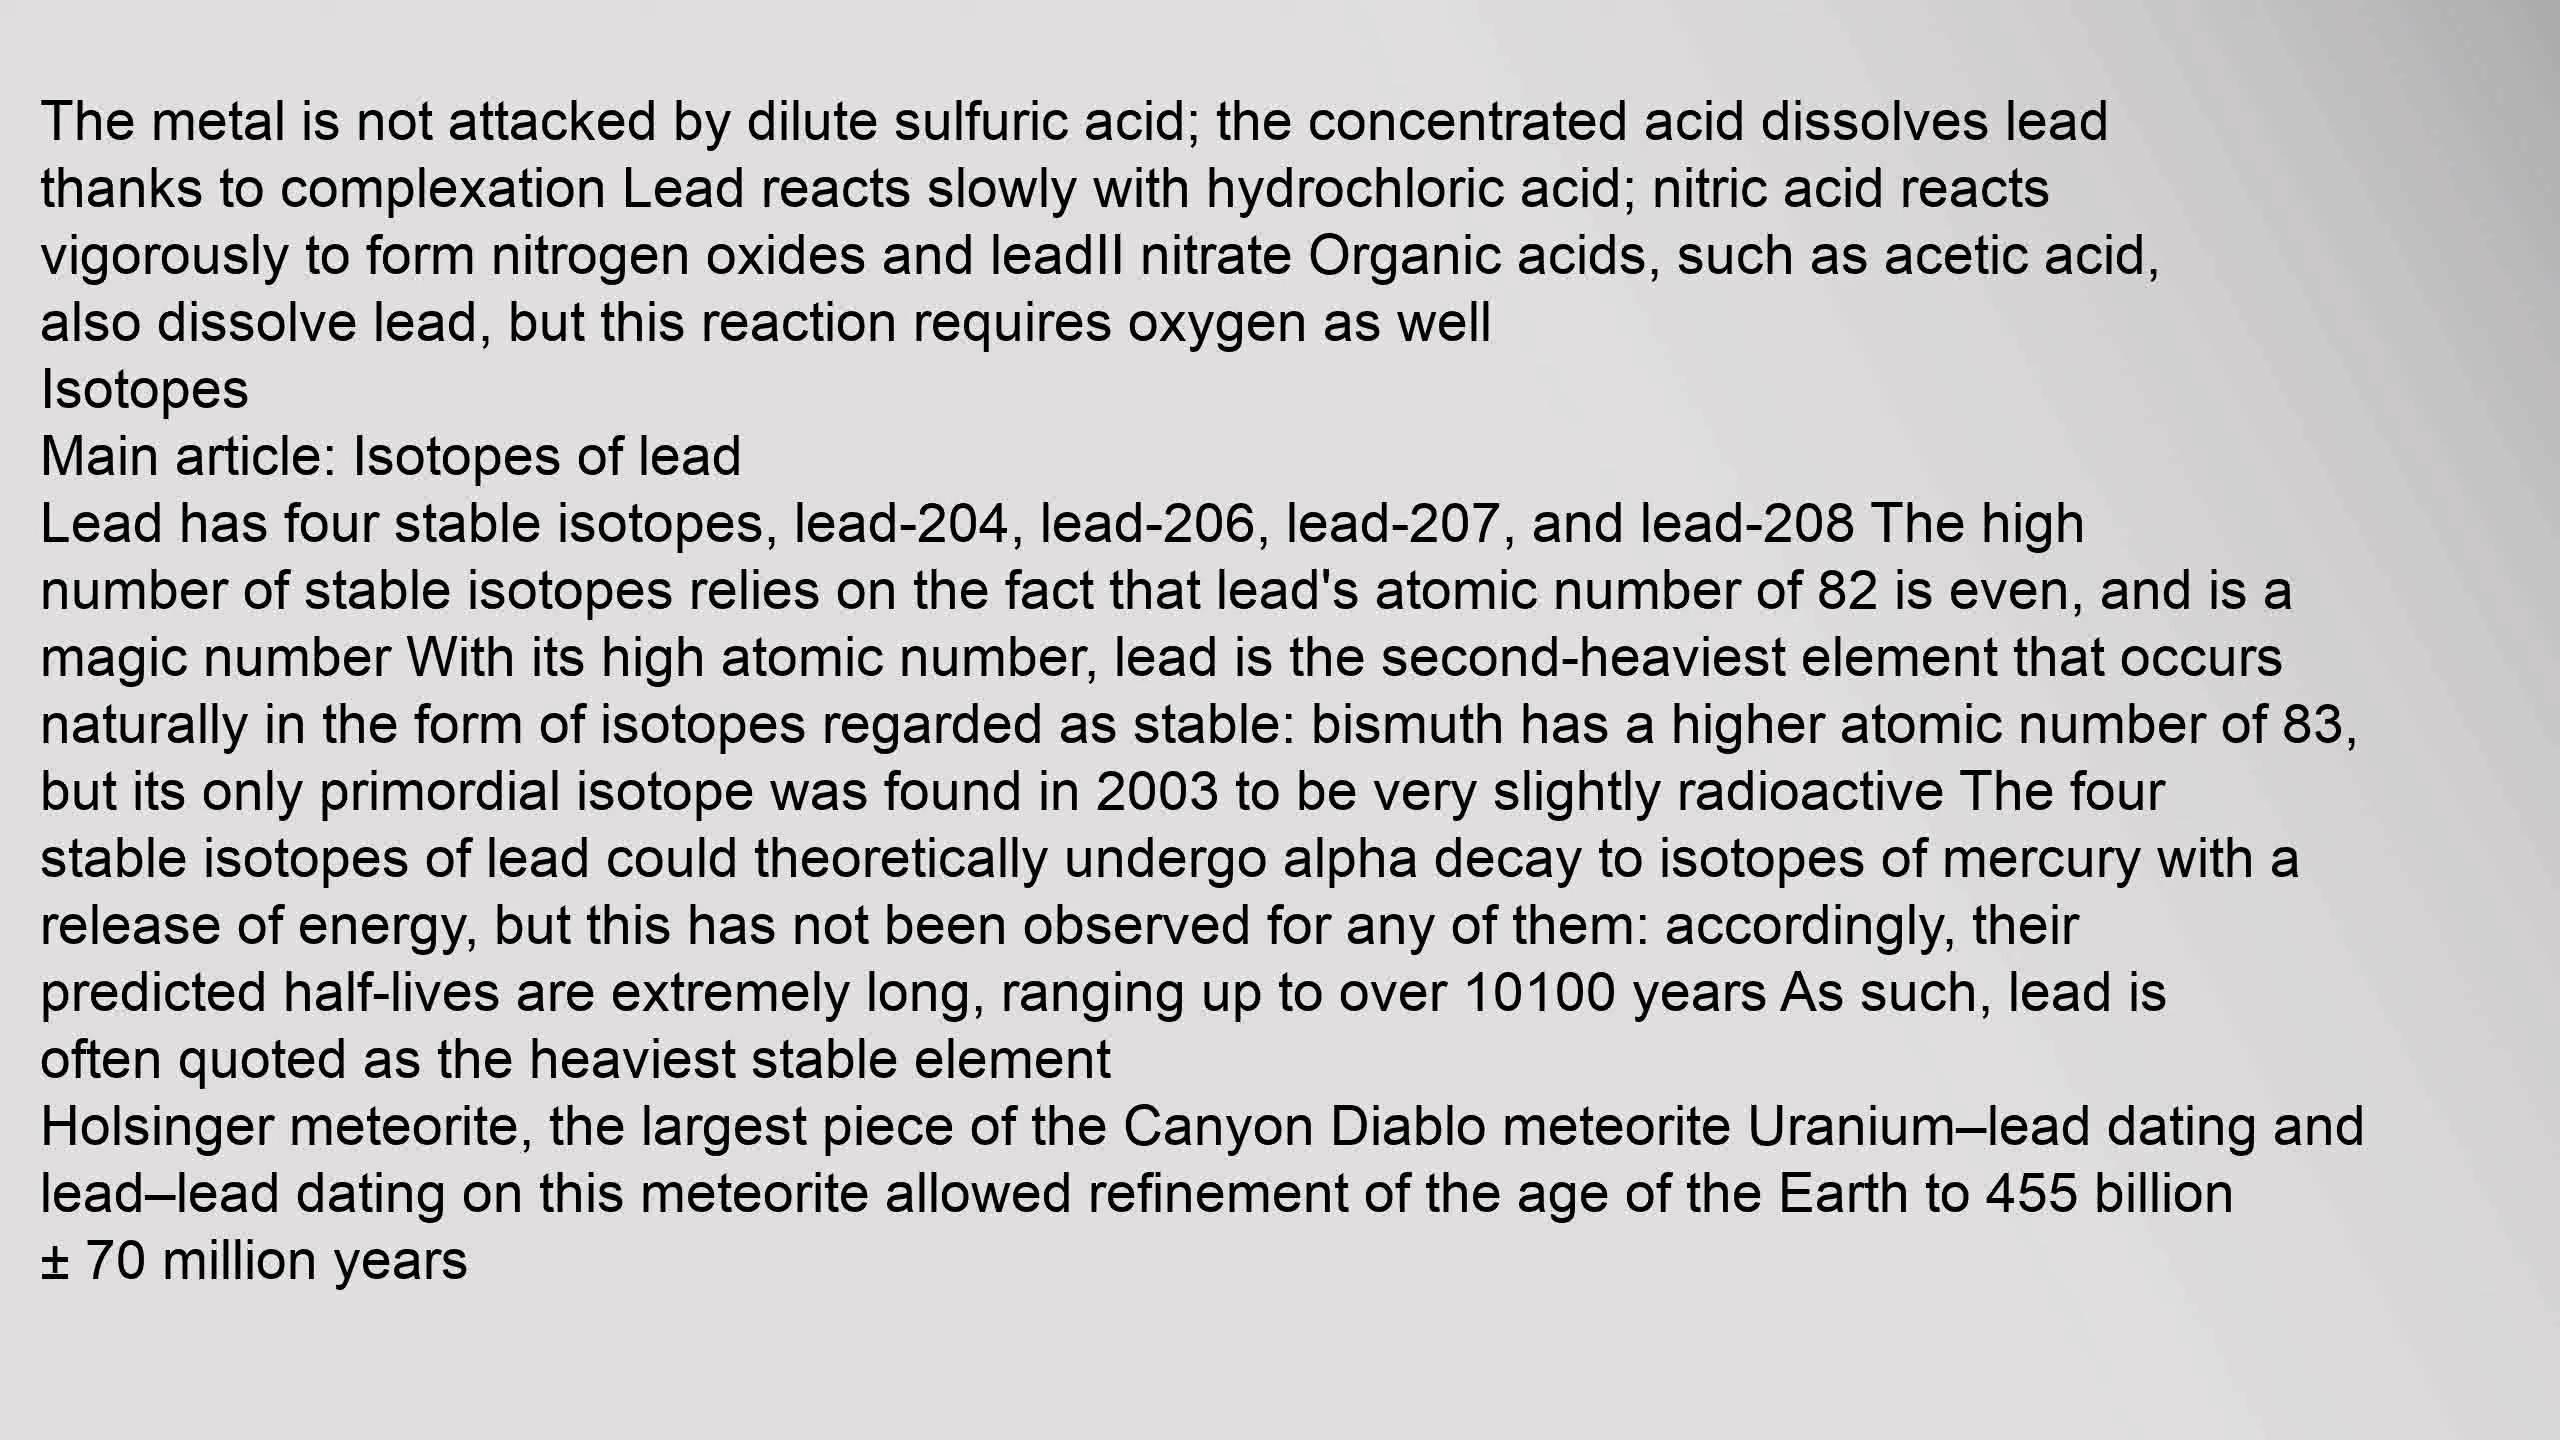 The metal is not attacked by dilute sulfuric acid; the concentrated acid dissolves lead
thanks to complexation Lead reacts slowly with hydrochloric acid; nitric acid reacts
vigorously to form nitrogen oxides and leadII nitrate Organic acids, such as acetic acid,
also dissolve lead, but this reaction requires oxygen as well
Isotopes
Main article: Isotopes of lead
Lead has four stable isotopes, lead-204, lead-206, lead-207, and lead-208 The high
number of stable isotopes relies on the fact that lead's atomic number of 82 is even, and is a
magic number With its high atomic number, lead is the second-heaviest element that occurs
naturally in the form of isotopes regarded as stable: bismuth has a higher atomic number of 83,
but its only primordial isotope was found in 2003 to be very slightly radioactive The four
stable isotopes of lead could theoretically undergo alpha decay to isotopes of mercury with a
release of energy, but this has not been observed for any of them: accordingly, their
predicted half-lives are extremely long, ranging up to over 10100 years As such, lead is
often quoted as the heaviest stable element
Holsinger meteorite, the largest piece of the Canyon Diablo meteorite Uranium–lead dating and
lead–lead dating on this meteorite allowed refinement of the age of the Earth to 455 billion
± 70 million years